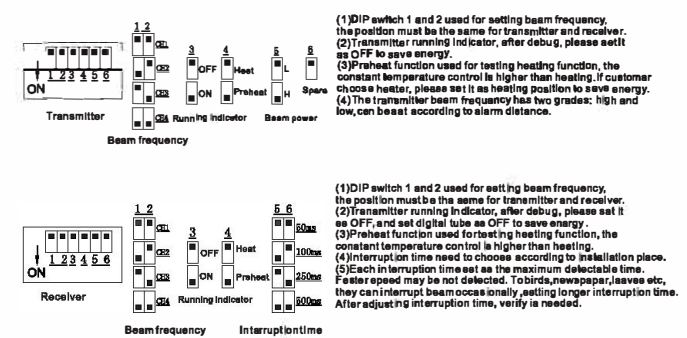 1 2
CH1
CH2
CH3
CH4
3
OFF
ON
4
Heat
Preheat
5
L
H
6
Spare
ON
1 2 3 4 5 6
Transmitter
Running indicator
Beam power
Beam frequency
(1)DIP switch 1 and 2 used for setting beam frequency,
the position must be the same for transmitter and receiver.
(2)Transmitter running indicator, after debug, please set it
as OFF to save energy.
(3)Preheat function used for testing heating function, the
constant temperature control is higher than heating. If customar
choose heater, please set it as heating position to save energy.
(4)The transmitter beam frequency has two grades: high and
low, can be set according to alarm distance.
1 2
CH1
CH2
CH3
CH4
3
OFF
ON
4
Heat
Preheat
5 6
50ms
100ms
250ms
500ms
ON
1 2 3 4 5 6
Receiver
Running indicator
Beam frequency
Interruption time
(1)DIP switch 1 and 2 used for setting beam frequency,
the position must be the same for transmitter and receiver.
(2)Transmitter running indicator, after debug, please set it
as OFF, and set digital tube as OFF to save energy.
(3)Preheat function used for testing heating function, the
constant temperature control is higher than heating.
(4)Interruption time need to choose according to installation place.
(5)Each interruption time set as the maximum detectable time.
Faster speed may be not detected. To birds, newspapar, leaves etc,
they can interrupt beam occasionally, setting longer interruption time.
After adjusting interruption time, verify is needed.